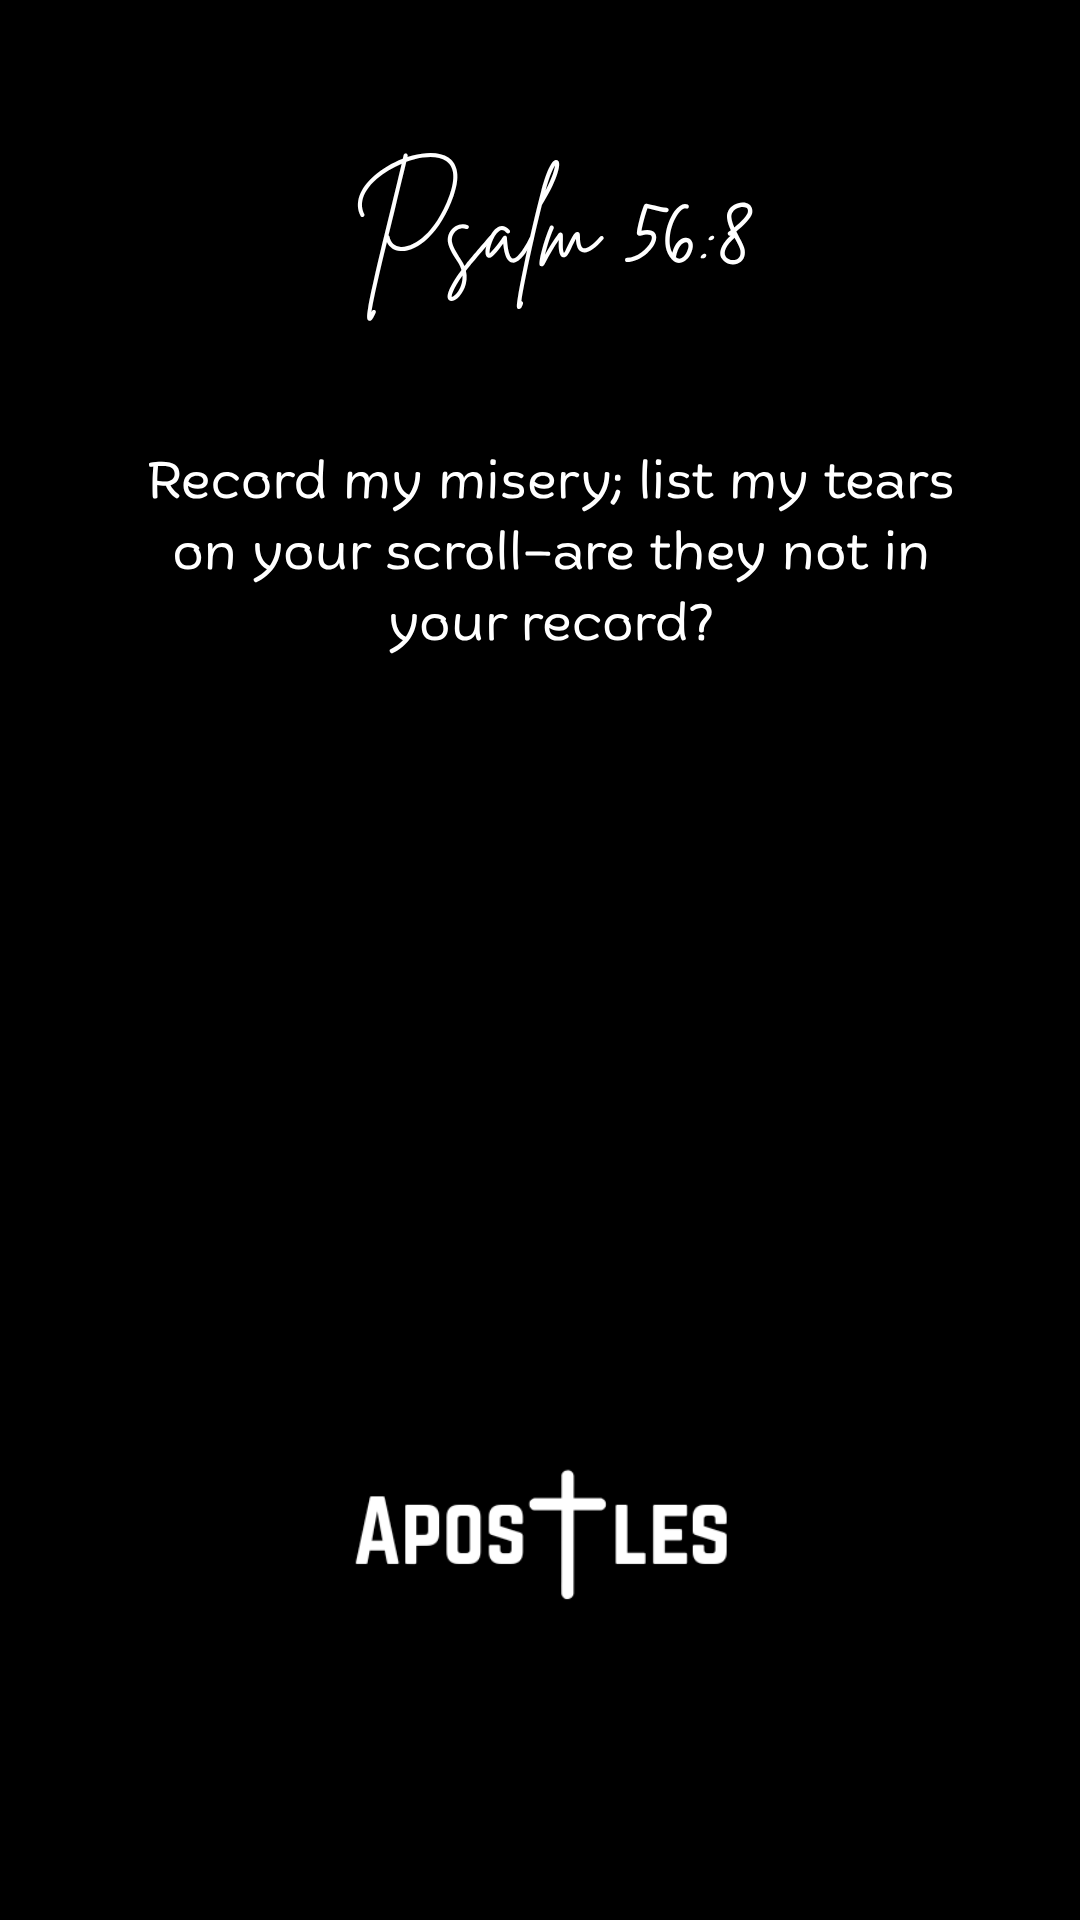 Psalm 56:8
Record my misery; list my tears
on your scroll–are they not in
your record?
Apostles